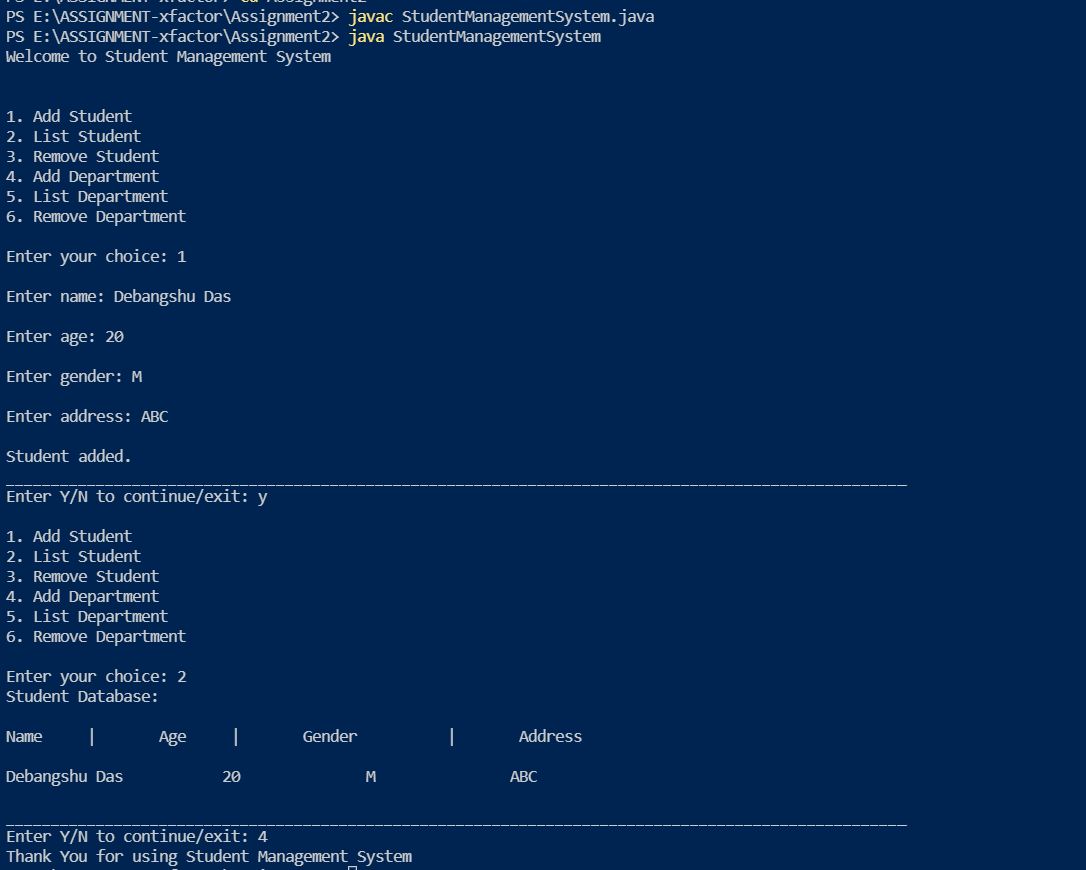 PS E:\ASSIGNMENT-xfactor> cd Assignment2
PS E:\ASSIGNMENT-xfactor\Assignment2> javac StudentManagementSystem.java
PS E:\ASSIGNMENT-xfactor\Assignment2> java StudentManagementSystem
Welcome to Student Management System
1. Add Student
2. List Student
3. Remove Student
4. Add Department
5. List Department
6. Remove Department
Enter your choice: 1
Enter name: Debangshu Das
Enter age: 20
Enter gender: M
Enter address: ABC
Student added.
____________________________________________________________________________________________________
Enter Y/N to continue/exit: y
1. Add Student
2. List Student
3. Remove Student
4. Add Department
5. List Department
6. Remove Department
Enter your choice: 2
Student Database:
Name | Age | Gender | Address
Debangshu Das 20 M ABC
____________________________________________________________________________________________________
Enter Y/N to continue/exit: 4
Thank You for using Student Management System